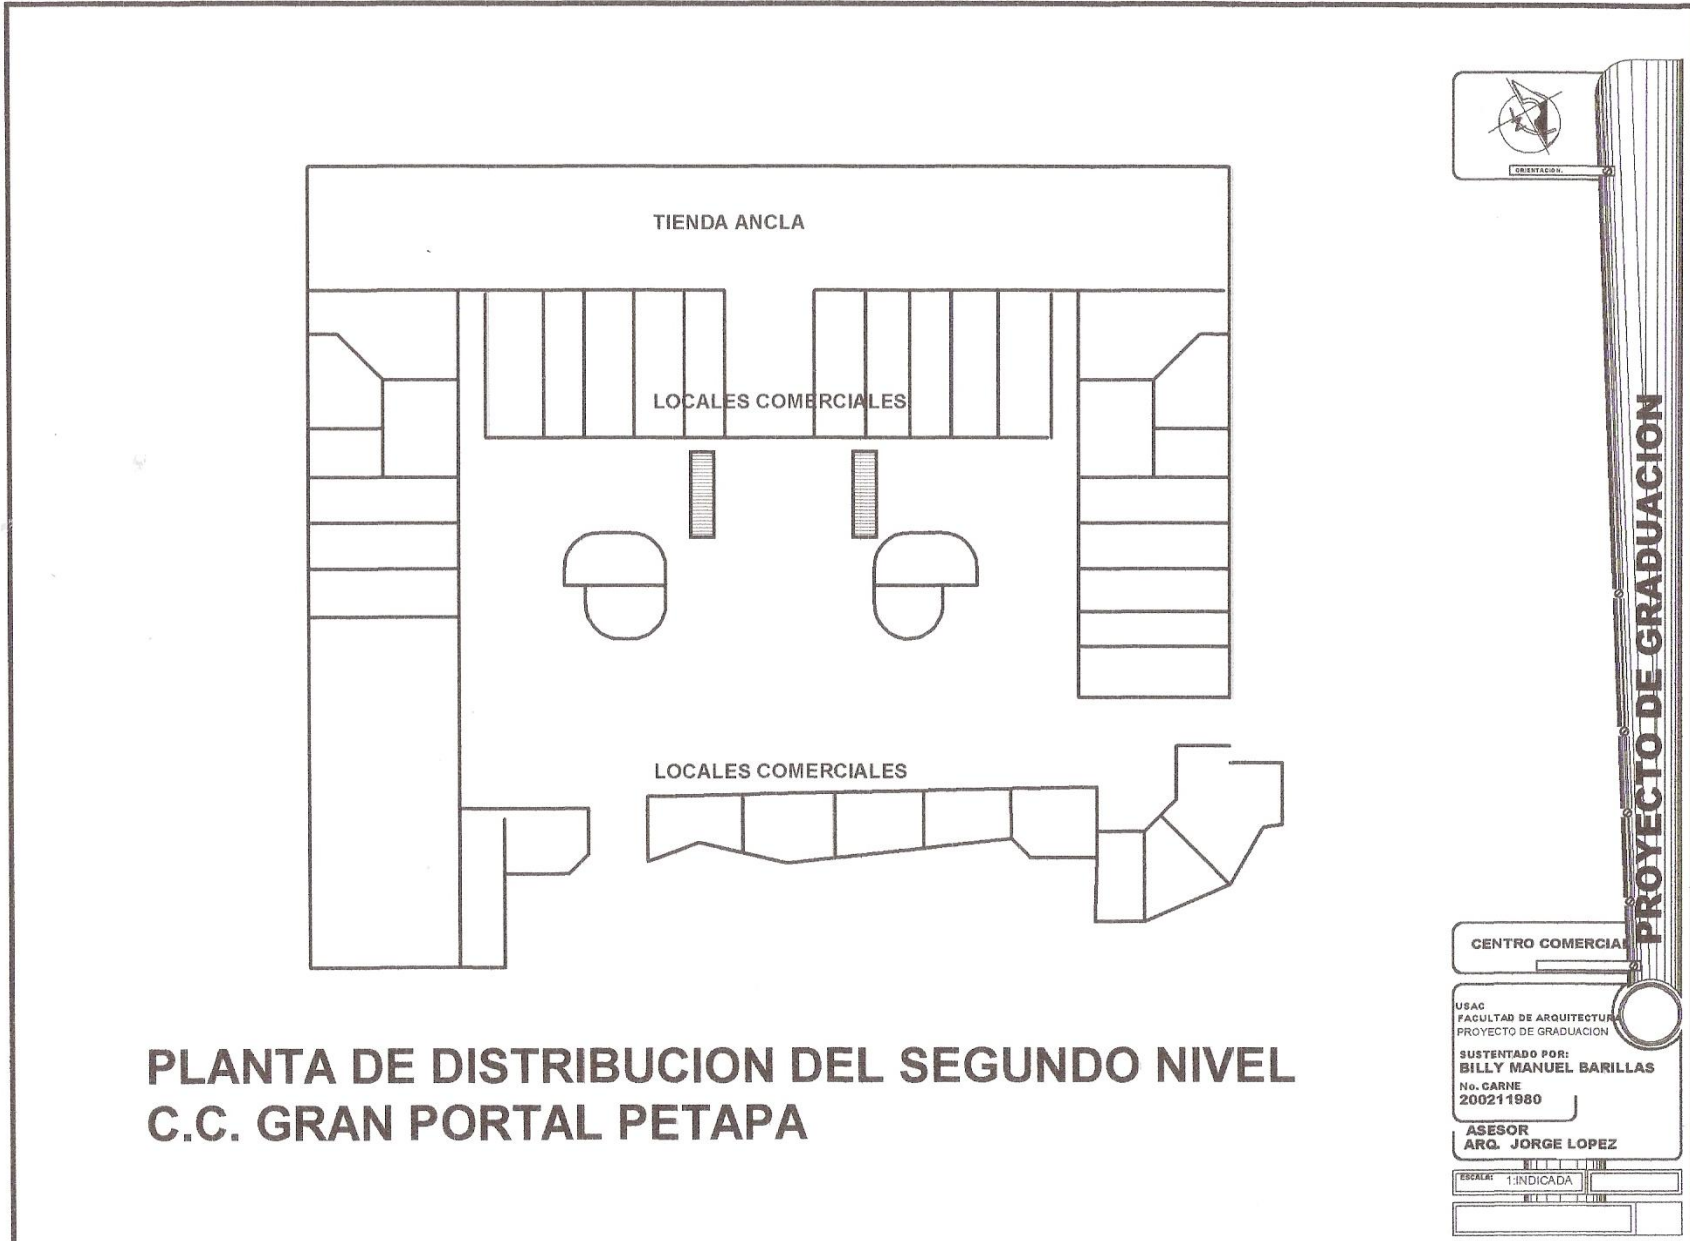 ORIENTACION.
TIENDA ANCLA
LOCALES COMERCIALES
LOCALES COMERCIALES
PLANTA DE DISTRIBUCION DEL SEGUNDO NIVEL
C.C. GRAN PORTAL PETAPA
PROYECTO DE GRADUACION
CENTRO COMERCIAL
USAC
FACULTAD DE ARQUITECTURA
PROYECTO DE GRADUACION
SUSTENTADO POR:
BILLY MANUEL BARILLAS
No. CARNE
200211980
ASESOR
ARQ. JORGE LOPEZ
ESCALA: 1:INDICADA